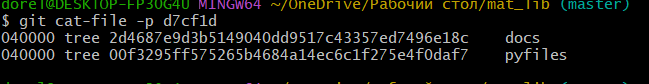 dorel@DESKTOP-FP3OG4U MINGW64 ~/OneDrive/Рабочий стол/mat_lib (master)
$ git cat-file -p d7cf1d
040000 tree 2d4687e9d3b5149040dd9517c43357ed7496e18c    docs
040000 tree 00f3295ff575265b4684a14ec6c1f275e4f0daf7    pyfiles